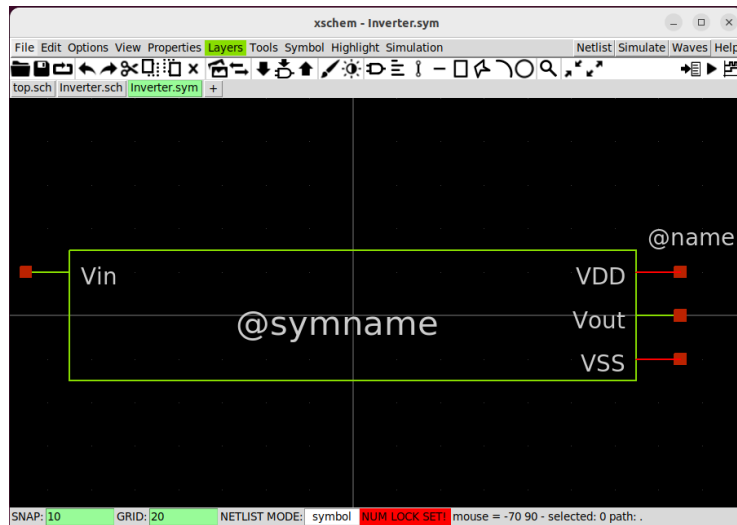 xschem - Inverter.sym
File Edit Options View Properties Layers Tools Symbol Highlight Simulation Netlist Simulate Waves Help
top.sch Inverter.sch Inverter.sym +
@name
Vin VDD
@symname Vout
VSS
SNAP: 10 GRID: 20 NETLIST MODE: symbol NUM LOCK SET! mouse = -70 90 - selected: 0 path: .